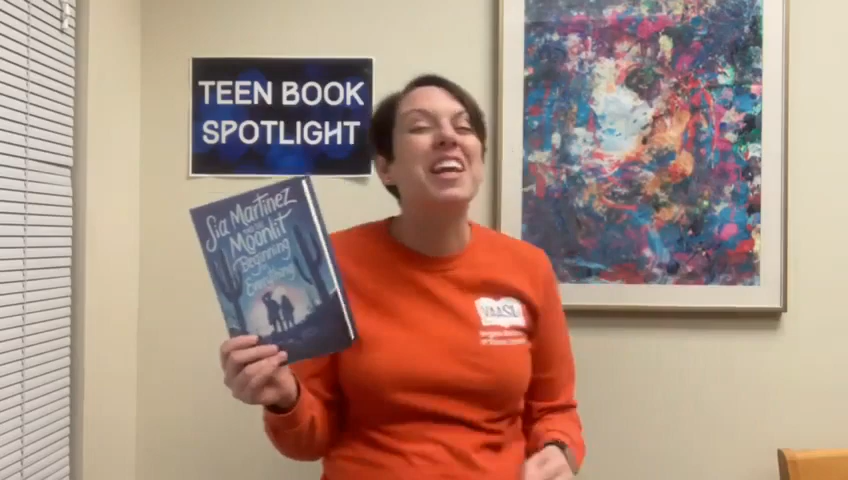 TEEN BOOK
SPOTLIGHT
Sia Martinez
AND THE
Moonlit
Beginning
OF
Everything
VAASL